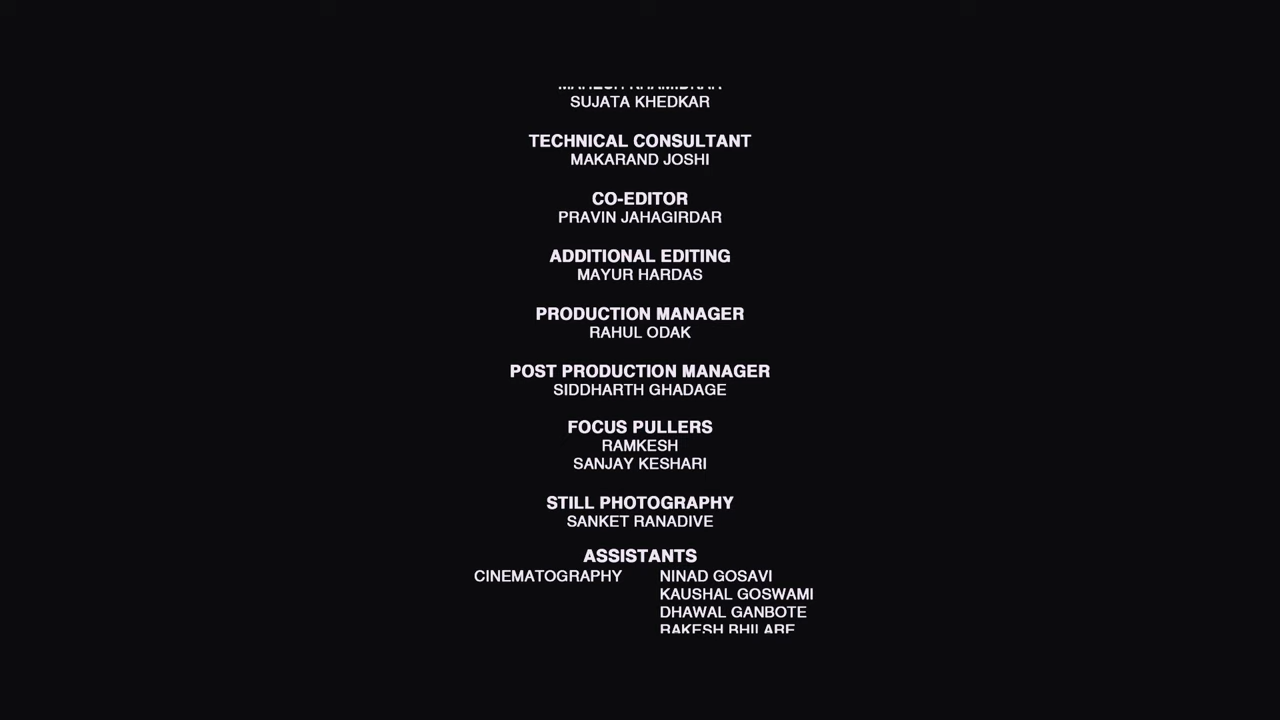 SUJATA KHEDKAR
TECHNICAL CONSULTANT
MAKARAND JOSHI
CO-EDITOR
PRAVIN JAHAGIRDAR
ADDITIONAL EDITING
MAYUR HARDAS
PRODUCTION MANAGER
RAHUL ODAK
POST PRODUCTION MANAGER
SIDDHARTH GHADAGE
FOCUS PULLERS
RAMKESH
SANJAY KESHARI
STILL PHOTOGRAPHY
SANKET RANADIVE
ASSISTANTS
CINEMATOGRAPHY NINAD GOSAVI
KAUSHAL GOSWAMI
DHAWAL GANBOTE
RAKESH BHILARE